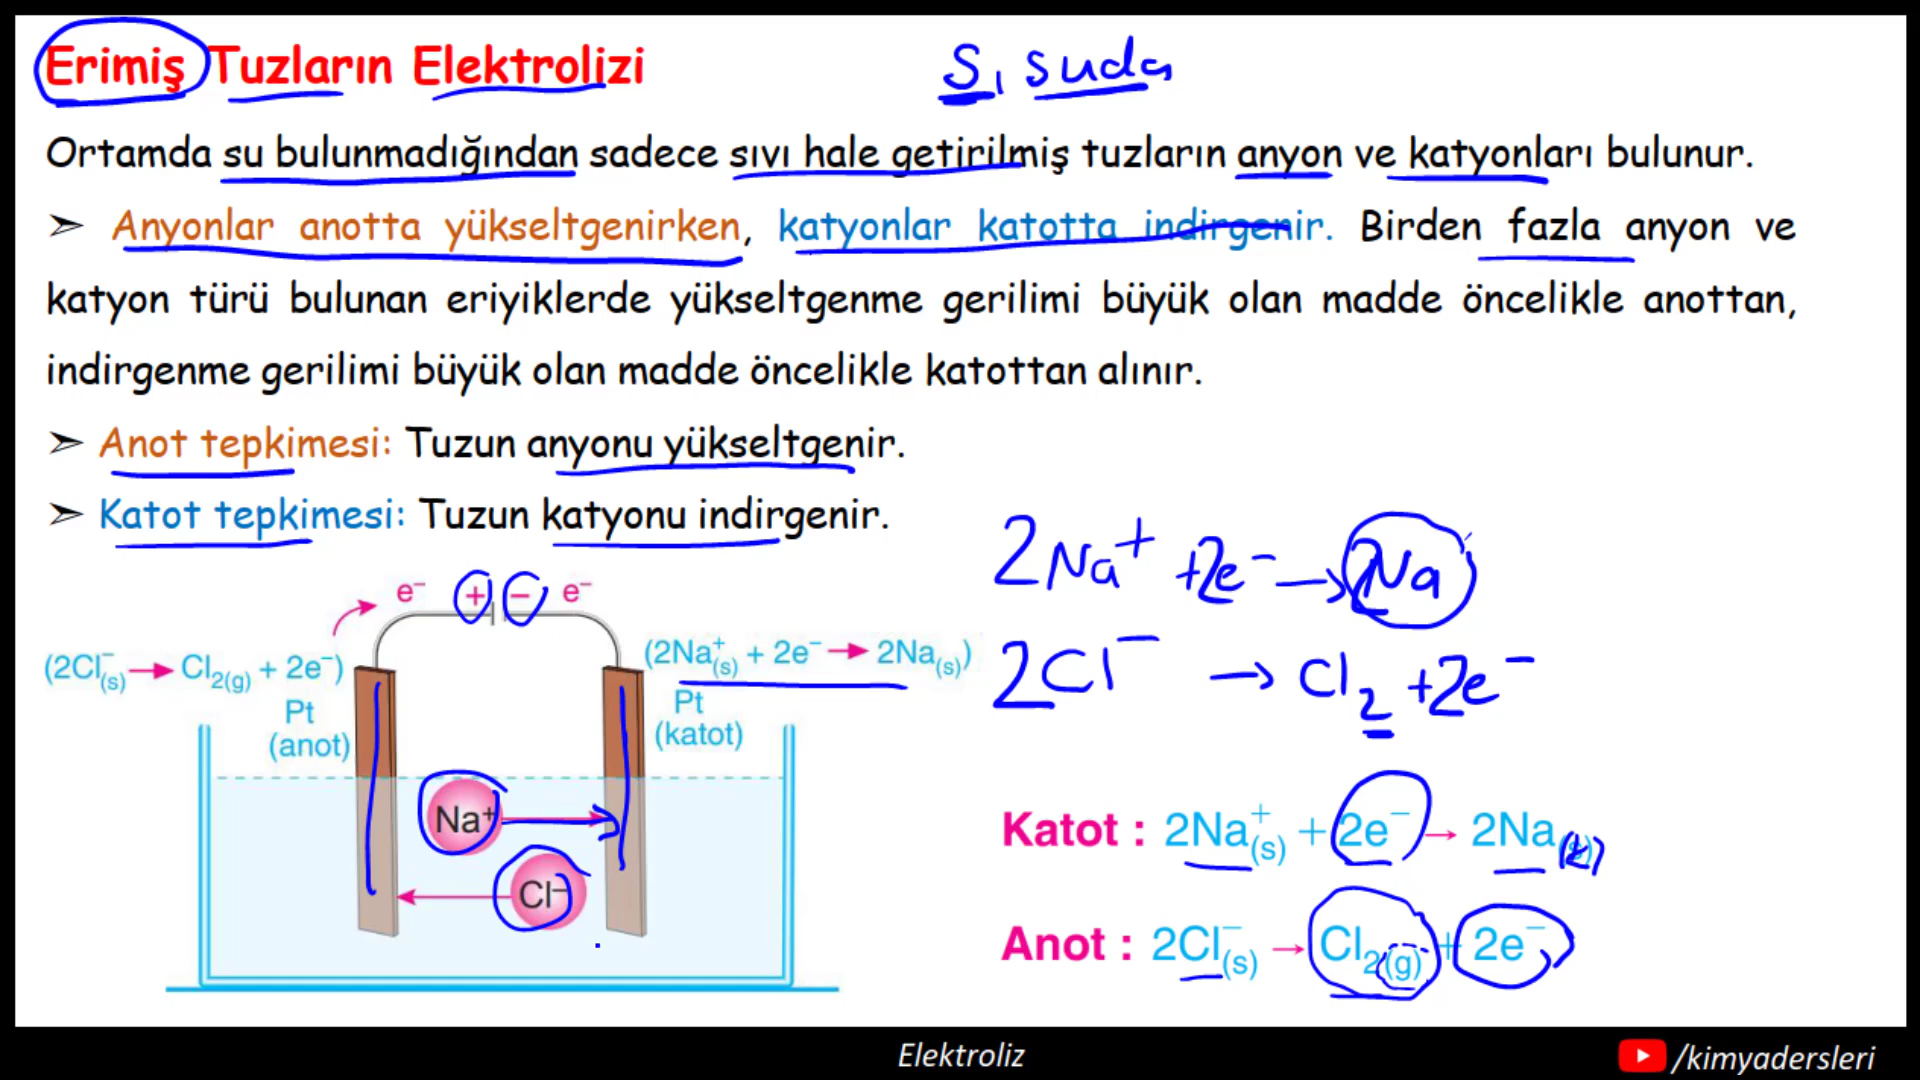 Erimiş Tuzların Elektrolizi
S, suda
Ortamda su bulunmadığından sadece sıvı hale getirilmiş tuzların anyon ve katyonları bulunur.
➢ Anyonlar anotta yükseltgenirken, katyonlar katotta indirgenir. Birden fazla anyon ve
katyon türü bulunan eriyiklerde yükseltgenme gerilimi büyük olan madde öncelikle anottan,
indirgenme gerilimi büyük olan madde öncelikle katottan alınır.
➢ Anot tepkimesi: Tuzun anyonu yükseltgenir.
➢ Katot tepkimesi: Tuzun katyonu indirgenir.
2Na⁺ + 2e⁻ → 2Na
2Cl⁻ → Cl₂ + 2e⁻
e⁻ + − e⁻
(2Cl⁻(s) → Cl₂(g) + 2e⁻)
(2Na⁺(s) + 2e⁻ → 2Na(s))
Pt
(anot)
Pt
(katot)
Na⁺
Cl⁻
Katot : 2Na⁺(s) + 2e⁻ → 2Na
Anot : 2Cl⁻(s) → Cl₂(g) + 2e⁻
Elektroliz
/kimyadersleri